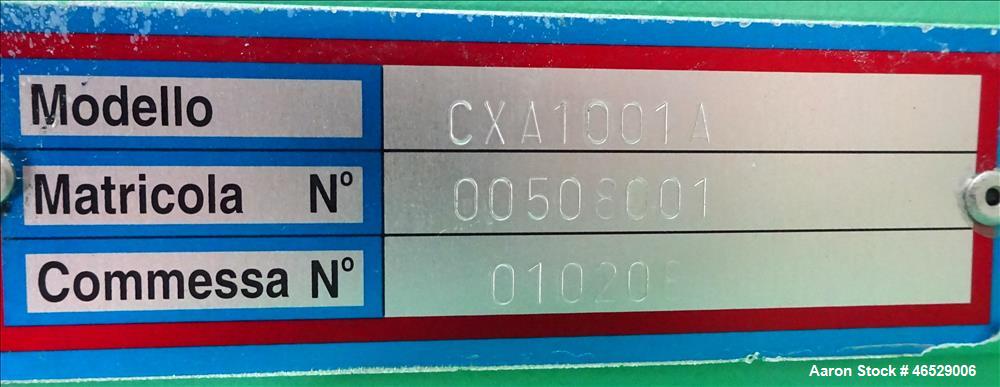 Modello CXA1001A
Matricola N° 00508001
Commessa N°
Aaron Stock # 46529006